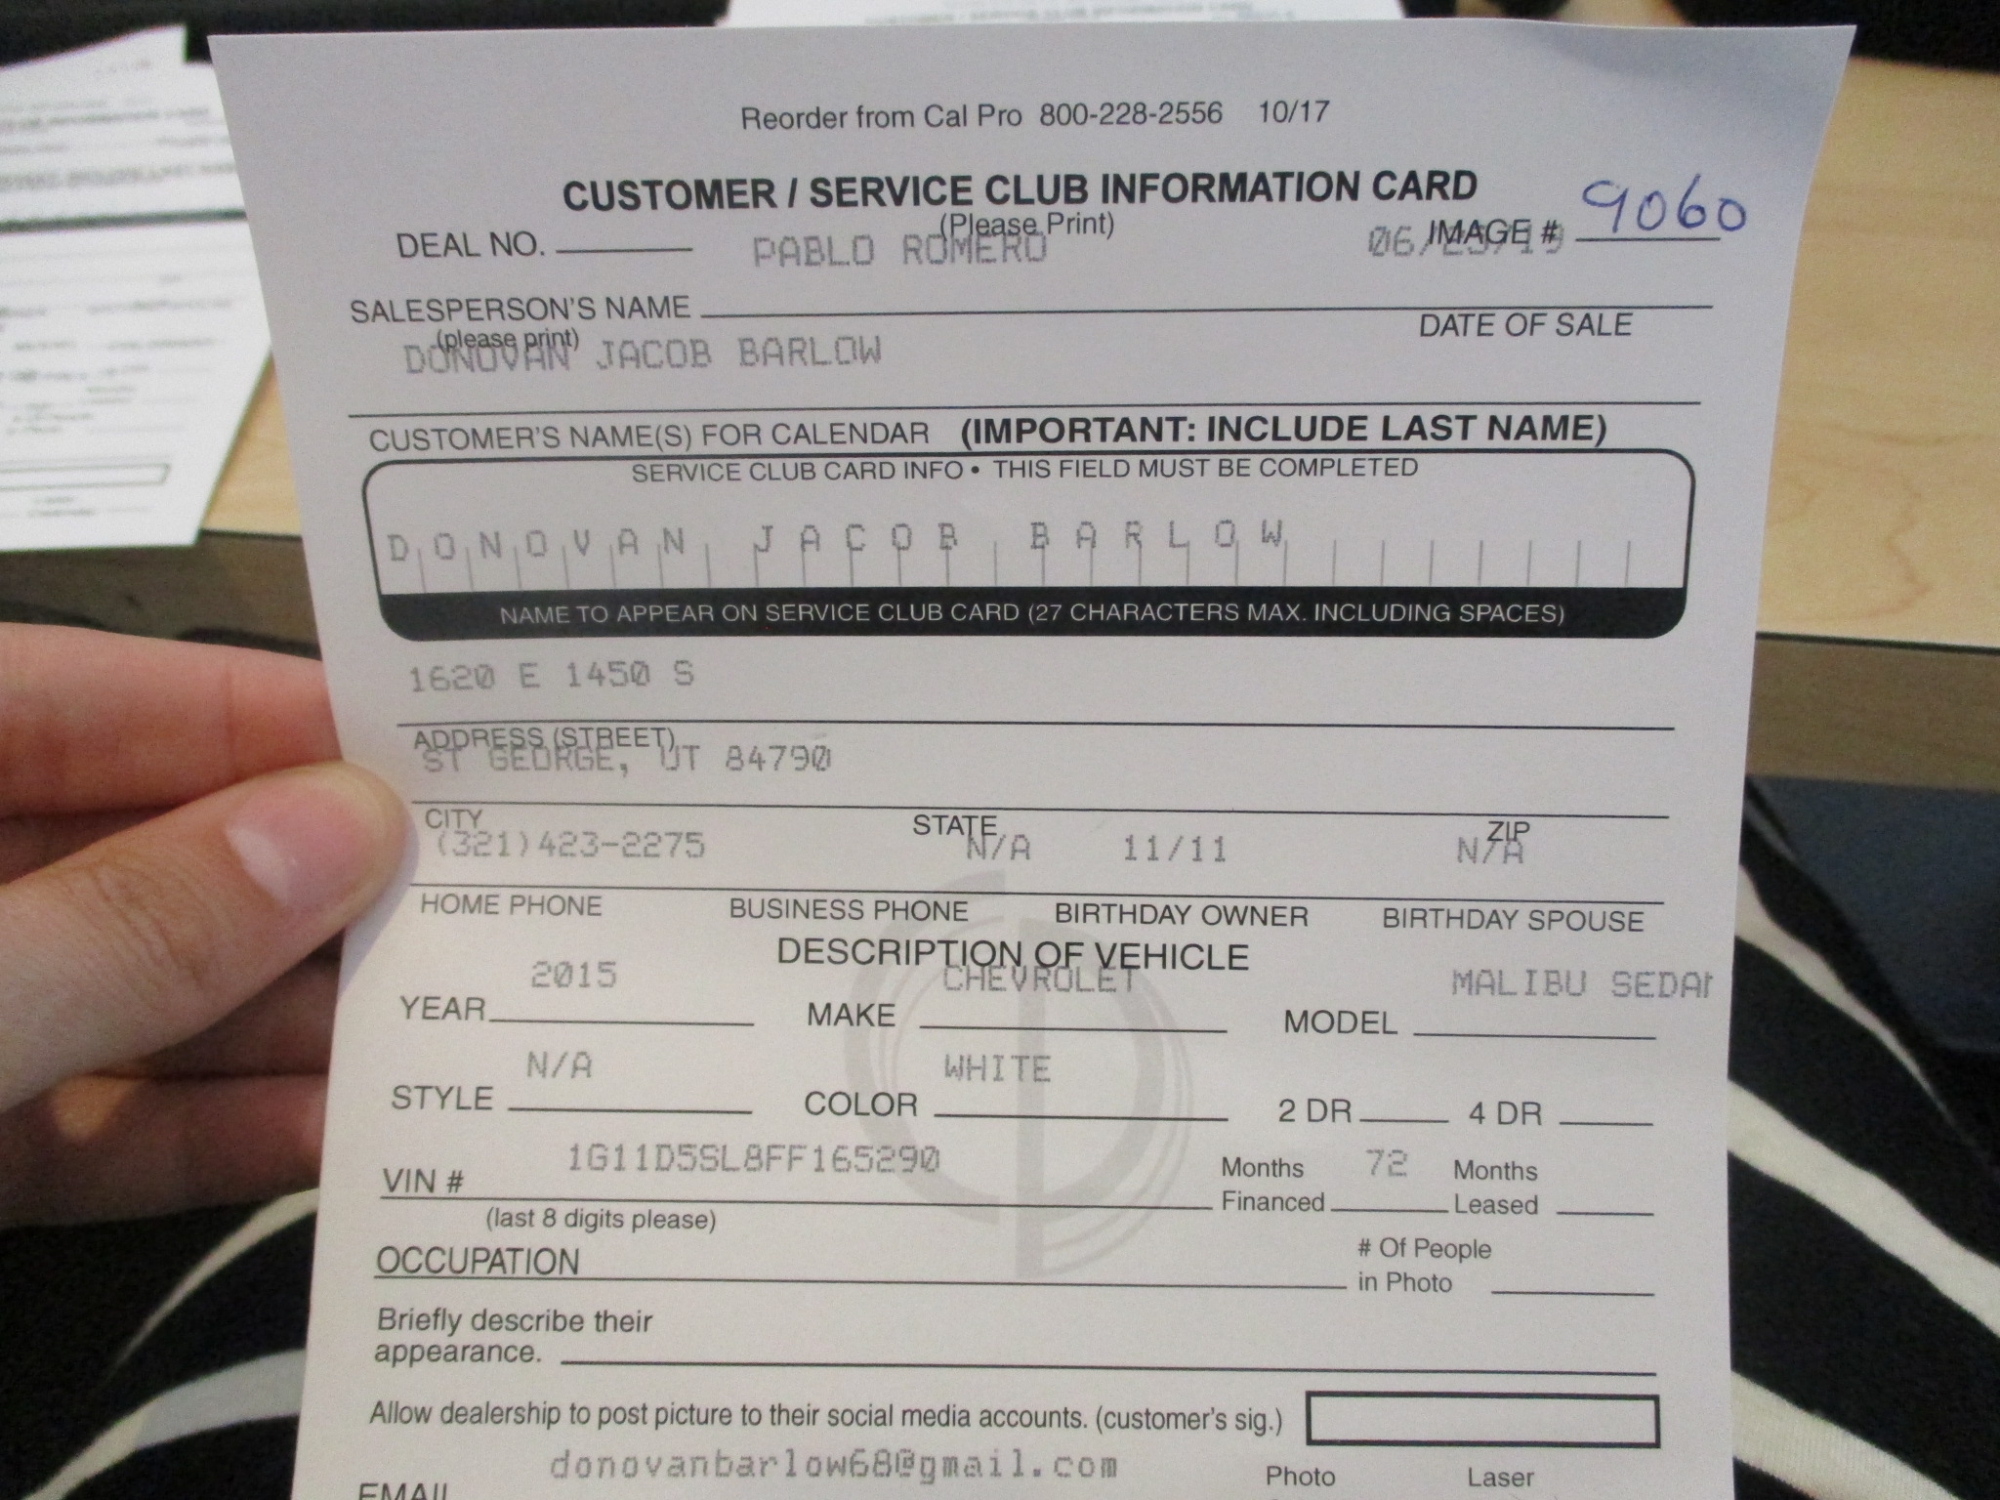 Reorder from Cal Pro 800-228-2556 10/17
CUSTOMER / SERVICE CLUB INFORMATION CARD
(Please Print)
DEAL NO. PABLO ROMERO IMAGE # 9060
SALESPERSON'S NAME
(please print)
DATE OF SALE
DONOVAN JACOB BARLOW
CUSTOMER'S NAME(S) FOR CALENDAR (IMPORTANT: INCLUDE LAST NAME)
SERVICE CLUB CARD INFO • THIS FIELD MUST BE COMPLETED
DONOVAN JACOB BARLOW
NAME TO APPEAR ON SERVICE CLUB CARD (27 CHARACTERS MAX. INCLUDING SPACES)
1620 E 1450 S
ADDRESS (STREET)
ST GEORGE, UT 84790
CITY STATE ZIP
(321)423-2275 N/A 11/11 N/A
HOME PHONE BUSINESS PHONE BIRTHDAY OWNER BIRTHDAY SPOUSE
DESCRIPTION OF VEHICLE
2015 CHEVROLET MALIBU SEDAN
YEAR MAKE MODEL
N/A WHITE
STYLE COLOR 2 DR 4 DR
1G11D5SL8FF165290
VIN # Months Financed 72 Months Leased
(last 8 digits please)
OCCUPATION # Of People in Photo
Briefly describe their
appearance.
Allow dealership to post picture to their social media accounts. (customer's sig.)
donovanbarlow68@gmail.com
EMAIL Photo Laser